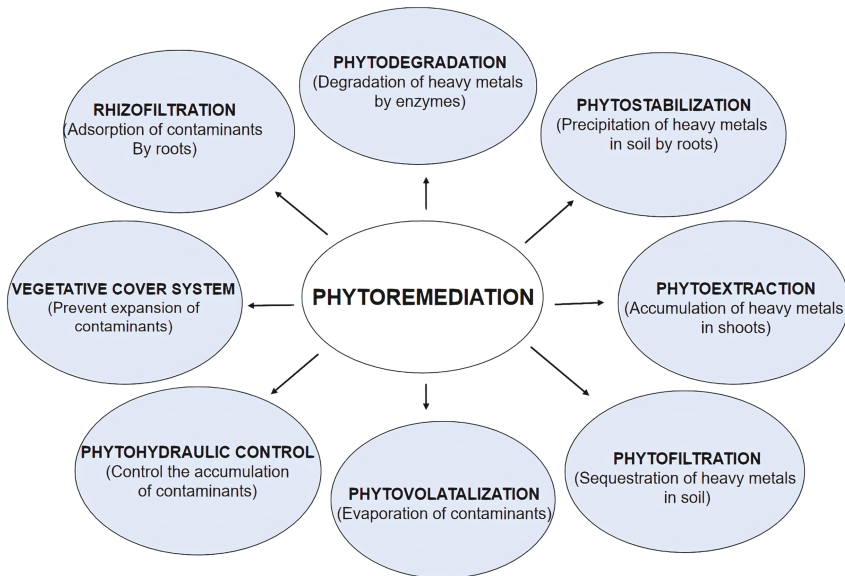 PHYTODEGRADATION
(Degradation of heavy metals
by enzymes)
RHIZOFILTRATION
(Adsorption of contaminants
By roots)
PHYTOSTABILIZATION
(Precipitation of heavy metals
in soil by roots)
VEGETATIVE COVER SYSTEM
(Prevent expansion of
contaminants)
PHYTOREMEDIATION
PHYTOEXTRACTION
(Accumulation of heavy metals
in shoots)
PHYTOHYDRAULIC CONTROL
(Control the accumulation
of contaminants)
PHYTOVOLATALIZATION
(Evaporation of contaminants)
PHYTOFILTRATION
(Sequestration of heavy metals
in soil)